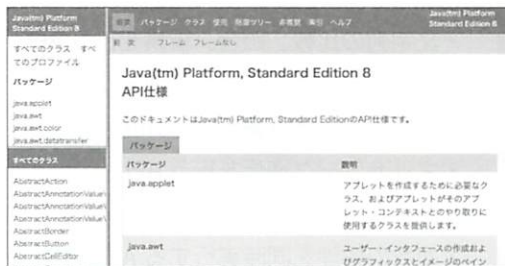 Java(tm) Platform
Standard Edition 8
すべてのクラス すべ
てのプロファイル
パッケージ
java.applet
java.awt
java.awt.color
java.awt.datatransfer
すべてのクラス
AbstractAction
AbstractAnnotationValueV
AbstractAnnotationValueV
AbstractAnnotationValueV
AbstractBorder
AbstractButton
AbstractCellEditor
概要 パッケージ クラス 使用 階層ツリー 非推奨 索引 ヘルプ
Java(tm) Platform
Standard Edition 8
前 次 フレーム フレームなし
Java(tm) Platform, Standard Edition 8
API仕様
このドキュメントはJava(tm) Platform, Standard EditionのAPI仕様です。
パッケージ
パッケージ 説明
java.applet アプレットを作成するために必要なク
ラス、およびアプレットがそのアプ
レット・コンテキストとのやり取りに
使用するクラスを提供します。
java.awt ユーザー・インタフェースの作成およ
びグラフィックスとイメージのペイン